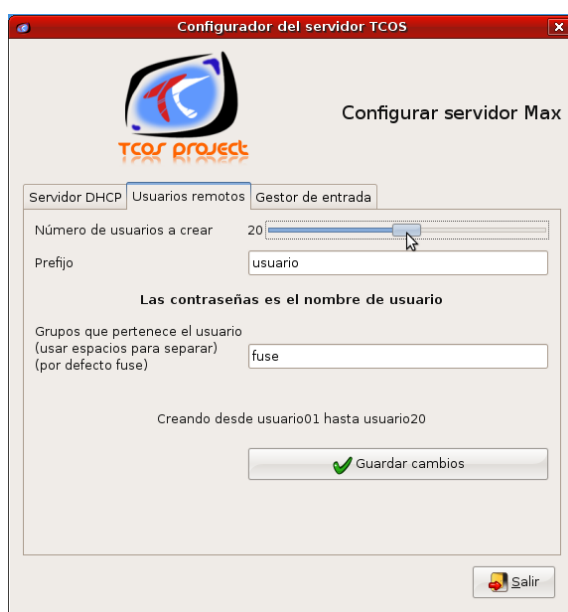 Configurador del servidor TCOS
TCOS project
Configurar servidor Max
Servidor DHCP Usuarios remotos Gestor de entrada
Número de usuarios a crear 20
Prefijo usuario
Las contraseñas es el nombre de usuario
Grupos que pertenece el usuario
(usar espacios para separar)
(por defecto fuse) fuse
Creando desde usuario01 hasta usuario20
Guardar cambios
Salir